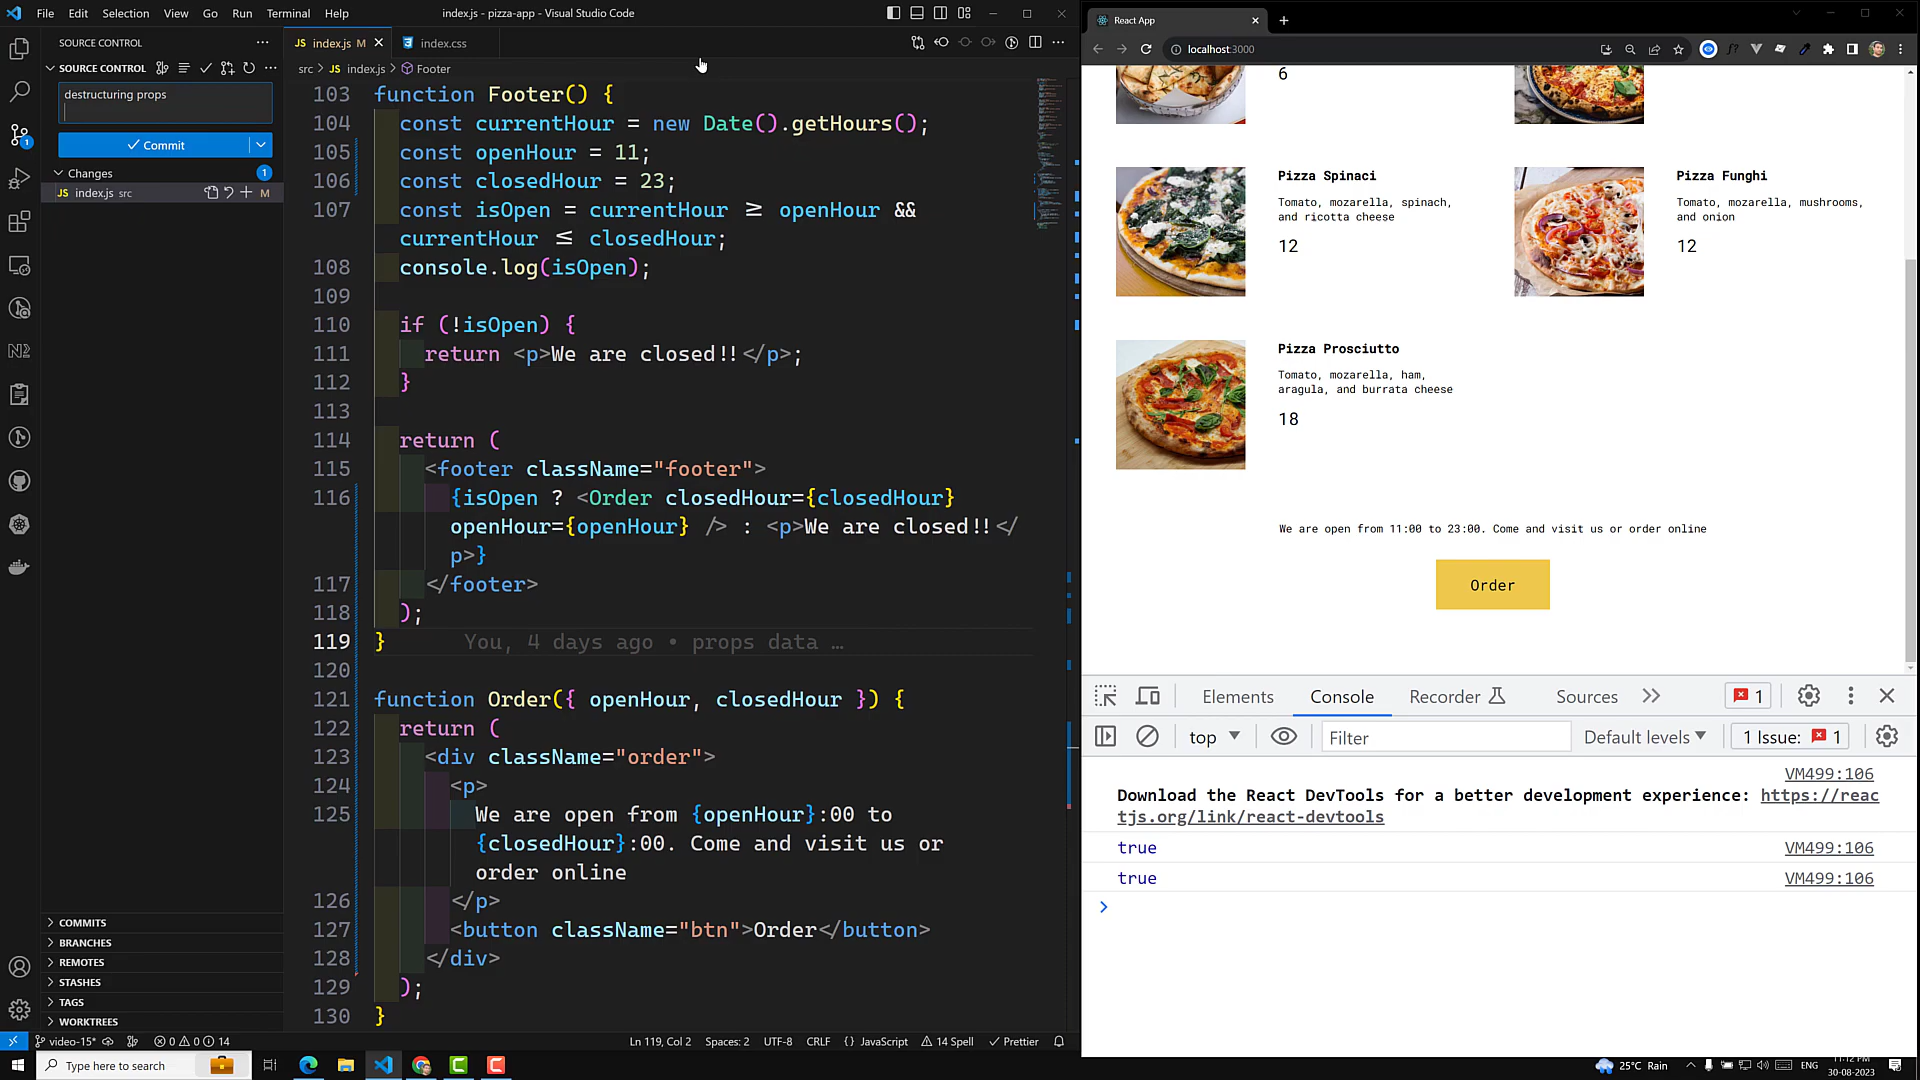 File Edit Selection View Go Run Terminal Help
index.js - pizza-app - Visual Studio Code
SOURCE CONTROL
SOURCE CONTROL
destructuring props
Commit
Changes 1
JS index.js src M
COMMITS
BRANCHES
REMOTES
STASHES
TAGS
WORKTREES
JS index.js M
index.css
src > JS index.js > Footer
103 function Footer() {
104 const currentHour = new Date().getHours();
105 const openHour = 11;
106 const closedHour = 23;
107 const isOpen = currentHour ≥ openHour &&
currentHour ≤ closedHour;
108 console.log(isOpen);
109
110 if (!isOpen) {
111 return <p>We are closed!!</p>;
112 }
113
114 return (
115 <footer className="footer">
116 {isOpen ? <Order closedHour={closedHour}
openHour={openHour} /> : <p>We are closed!!</
p>}
117 </footer>
118 );
119 } You, 4 days ago • props data …
120
121 function Order({ openHour, closedHour }) {
122 return (
123 <div className="order">
124 <p>
125 We are open from {openHour}:00 to
{closedHour}:00. Come and visit us or
order online
126 </p>
127 <button className="btn">Order</button>
128 </div>
129 );
130 }
video-15* 0 0 14
Ln 119, Col 2 Spaces: 2 UTF-8 CRLF {} JavaScript 14 Spell Prettier
React App
localhost:3000
6
Pizza Spinaci
Tomato, mozarella, spinach,
and ricotta cheese
12
Pizza Funghi
Tomato, mozarella, mushrooms,
and onion
12
Pizza Prosciutto
Tomato, mozarella, ham,
aragula, and burrata cheese
18
We are open from 11:00 to 23:00. Come and visit us or order online
Order
Elements Console Recorder Sources 1
top Filter Default levels 1 Issue: 1
VM499:106
Download the React DevTools for a better development experience: https://reac
tjs.org/link/react-devtools
true VM499:106
true VM499:106
Type here to search
25°C Rain ENG
11:12 PM
30-08-2023